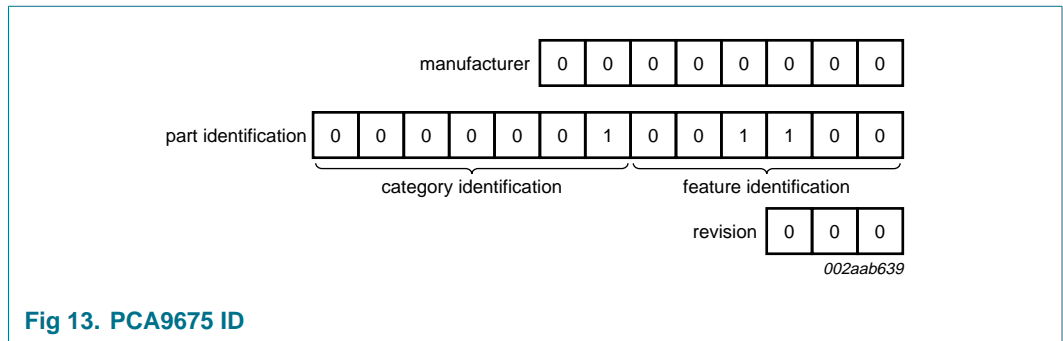 manufacturer 0 0 0 0 0 0 0 0
part identification 0 0 0 0 0 0 1 0 0 1 1 0 0
category identification feature identification
revision 0 0 0
002aab639
Fig 13. PCA9675 ID